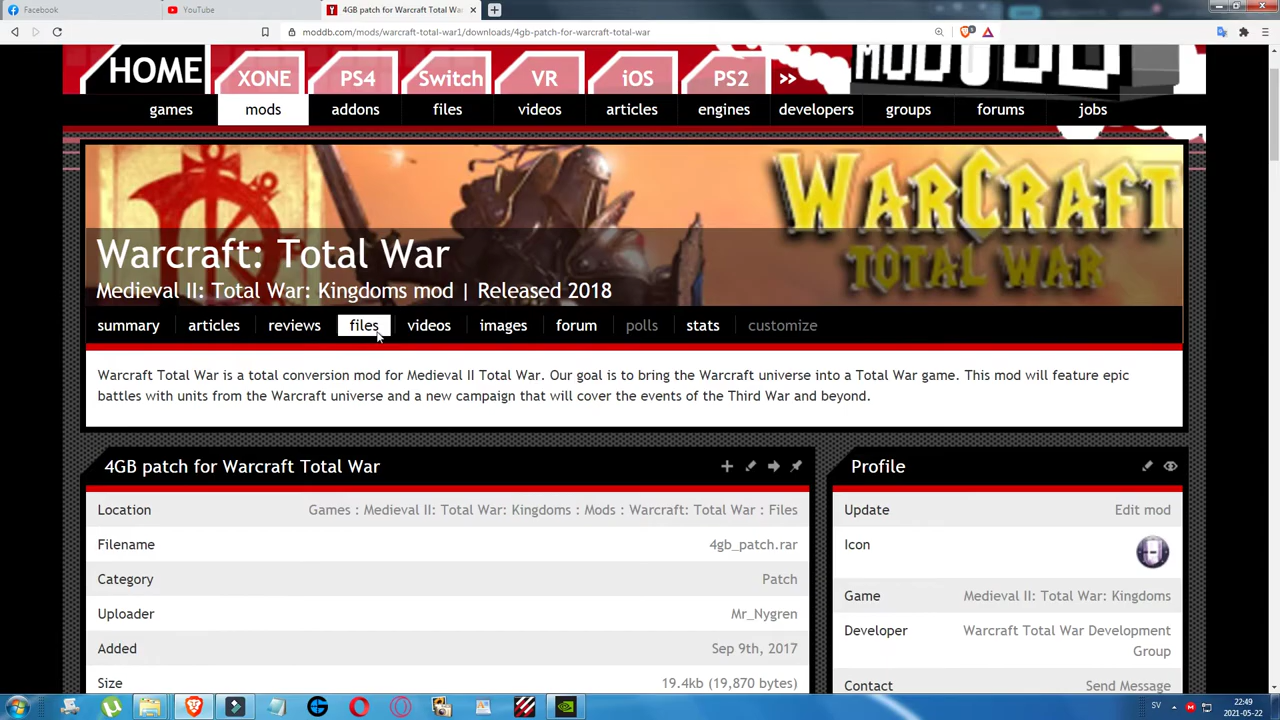 Facebook
YouTube
4GB patch for Warcraft Total War
moddb.com/mods/warcraft-total-war1/downloads/4gb-patch-for-warcraft-total-war
HOME XONE PS4 Switch VR iOS PS2 »
games mods addons files videos articles engines developers groups forums jobs
WARCRAFT
TOTAL WAR
Warcraft: Total War
Medieval II: Total War: Kingdoms mod | Released 2018
summary articles reviews files videos images forum polls stats customize
Warcraft Total War is a total conversion mod for Medieval II Total War. Our goal is to bring the Warcraft universe into a Total War game. This mod will feature epic
battles with units from the Warcraft universe and a new campaign that will cover the events of the Third War and beyond.
4GB patch for Warcraft Total War
Location Games : Medieval II: Total War: Kingdoms : Mods : Warcraft: Total War : Files
Filename 4gb_patch.rar
Category Patch
Uploader Mr_Nygren
Added Sep 9th, 2017
Size 19.4kb (19,870 bytes)
Profile
Update Edit mod
Icon
Game Medieval II: Total War: Kingdoms
Developer Warcraft Total War Development
Group
Contact Send Message
SV
22:49
2021-05-22